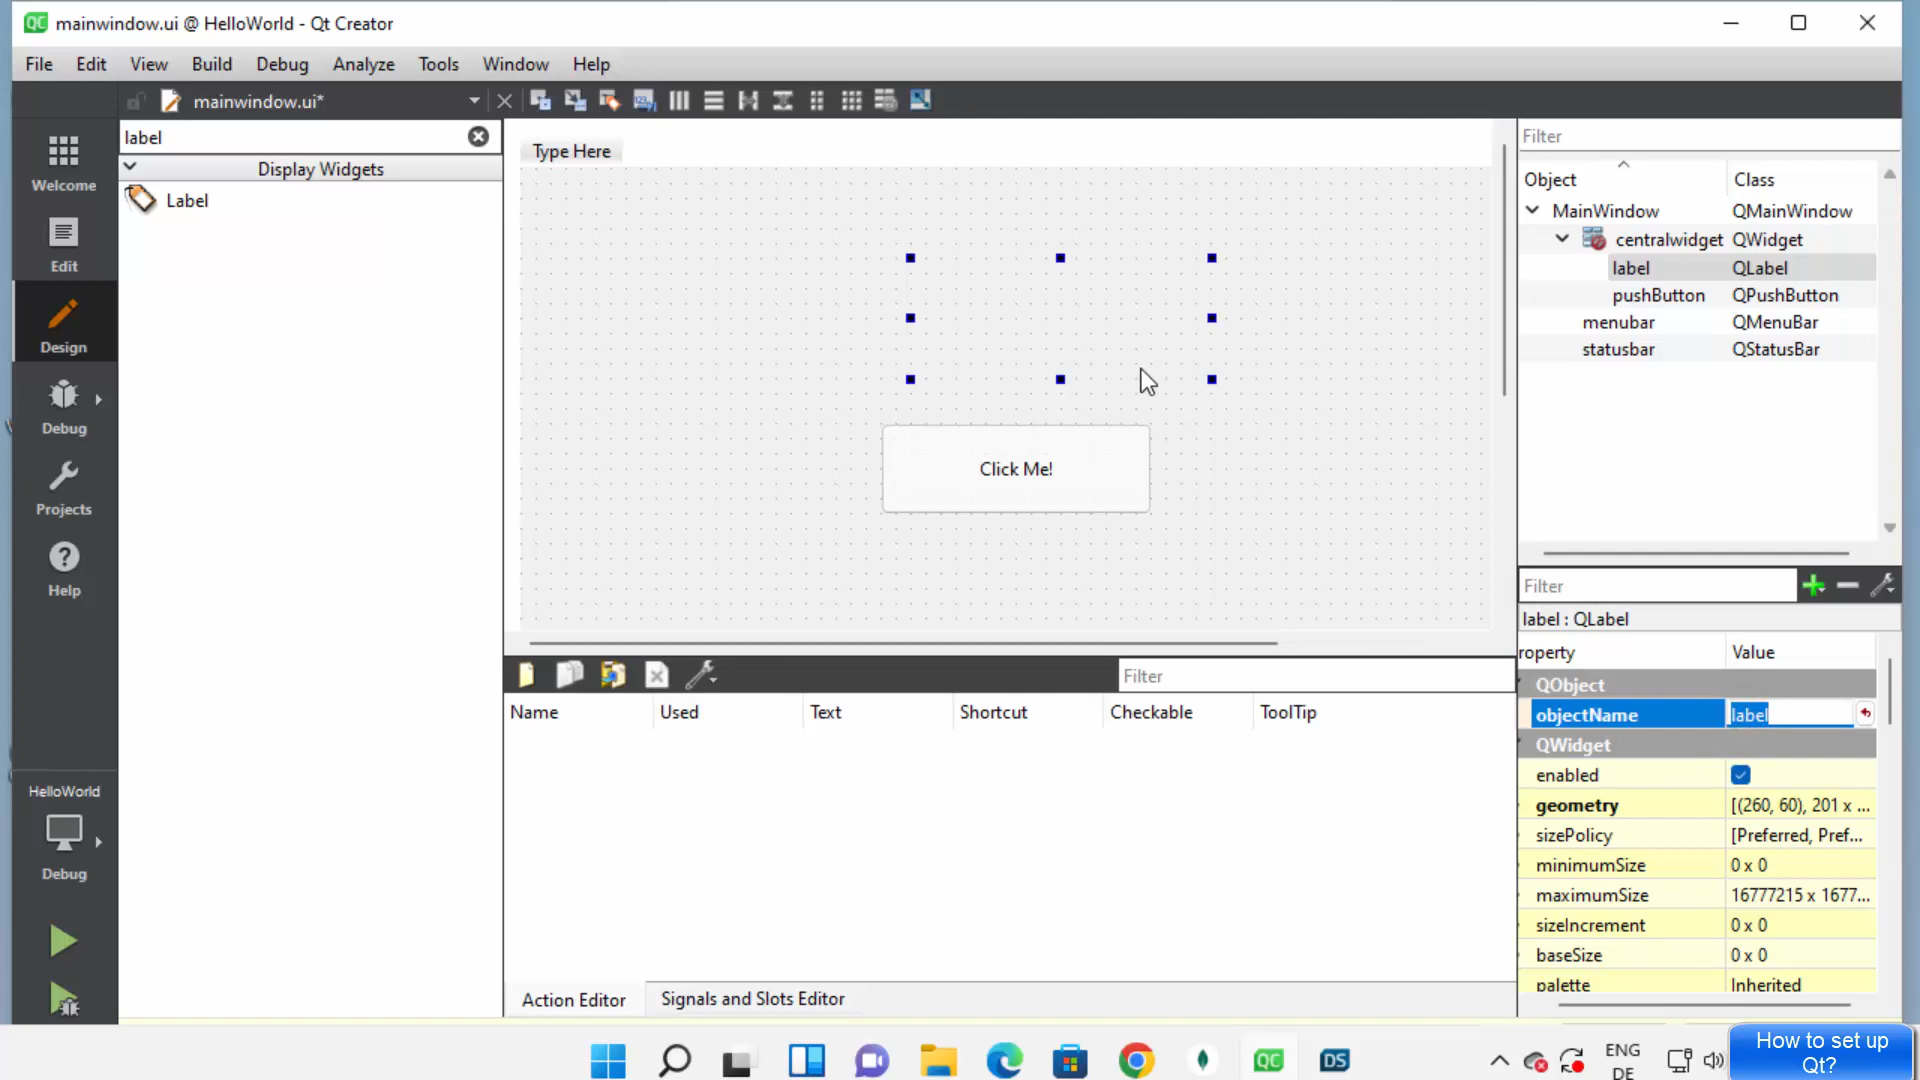 QC mainwindow.ui @ HelloWorld - Qt Creator
File Edit View Build Debug Tools Window Help
mainwindow.ui*
label
Display Widgets
Label
Welcome
Edit
Design
Debug
Projects
Help
HelloWorld
Debug
Type Here
Click Me!
Filter
Name Used Text Shortcut Checkable ToolTip
Action Editor Signals and Slots Editor
Filter
Object Class
MainWindow QMainWindow
centralwidget QWidget
label QLabel
pushButton QPushButton
menubar QMenuBar
statusbar QStatusBar
Filter
label : QLabel
roperty Value
QObject
objectName label
QWidget
enabled
geometry [(260, 60), 201 x ...
sizePolicy [Preferred, Pref...
minimumSize 0 x 0
maximumSize 16777215 x 1677...
sizeIncrement 0 x 0
baseSize 0 x 0
palette Inherited
QC DS
ENG
DE
How to set up
Qt?